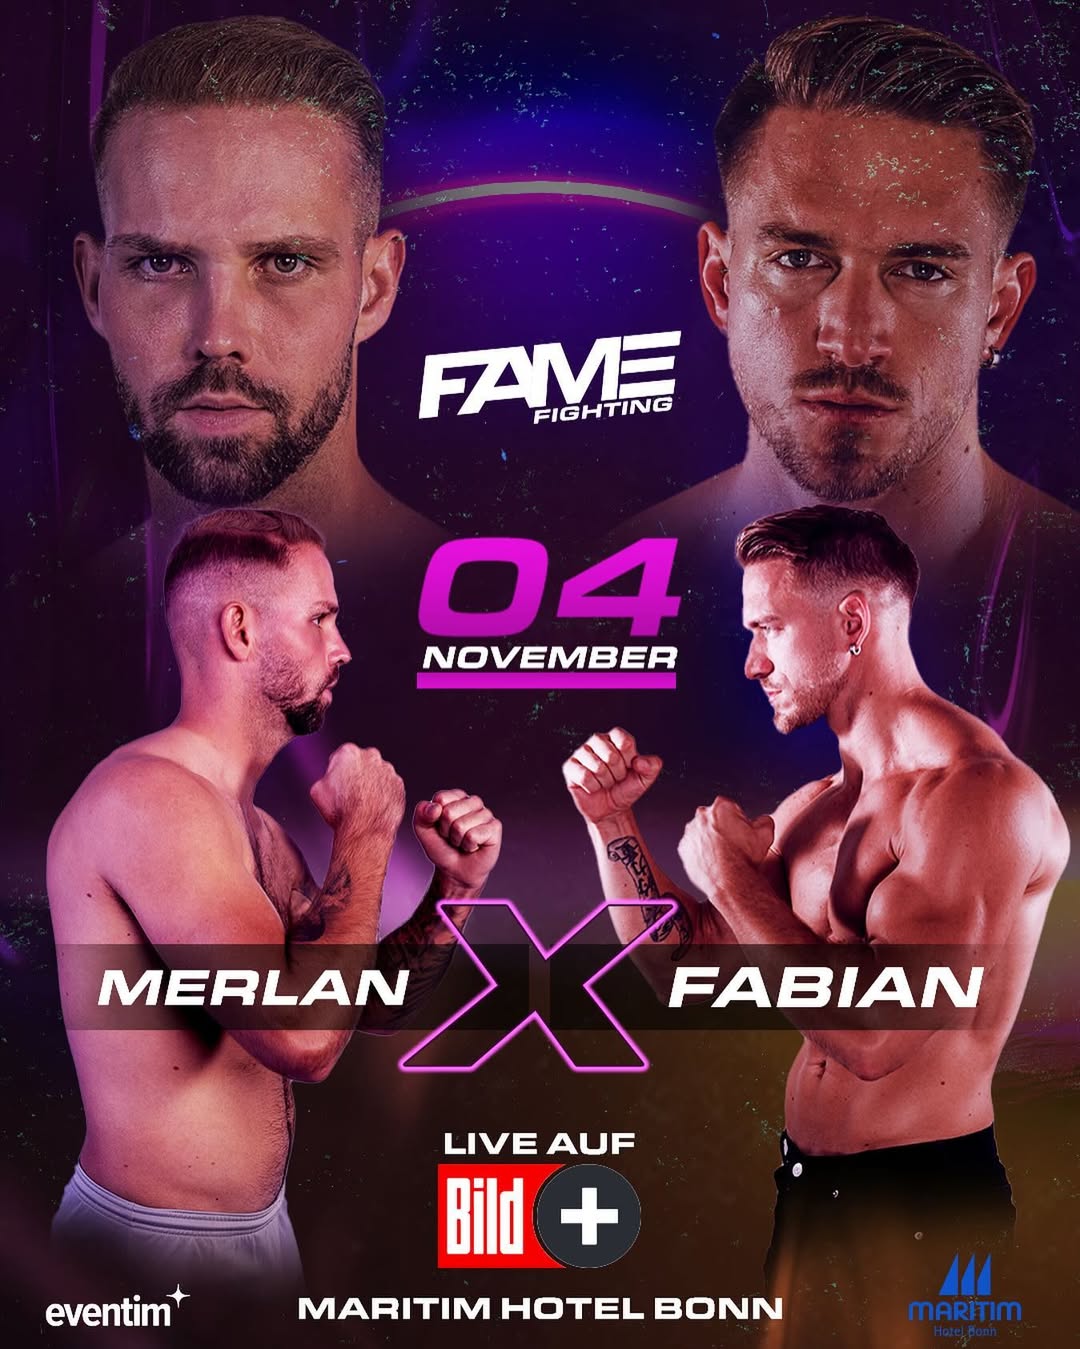 FAME
FIGHTING
04
NOVEMBER
MERLAN X FABIAN
LIVE AUF
Bild +
eventim
MARITIM HOTEL BONN
MARITIM
Hotel Bonn